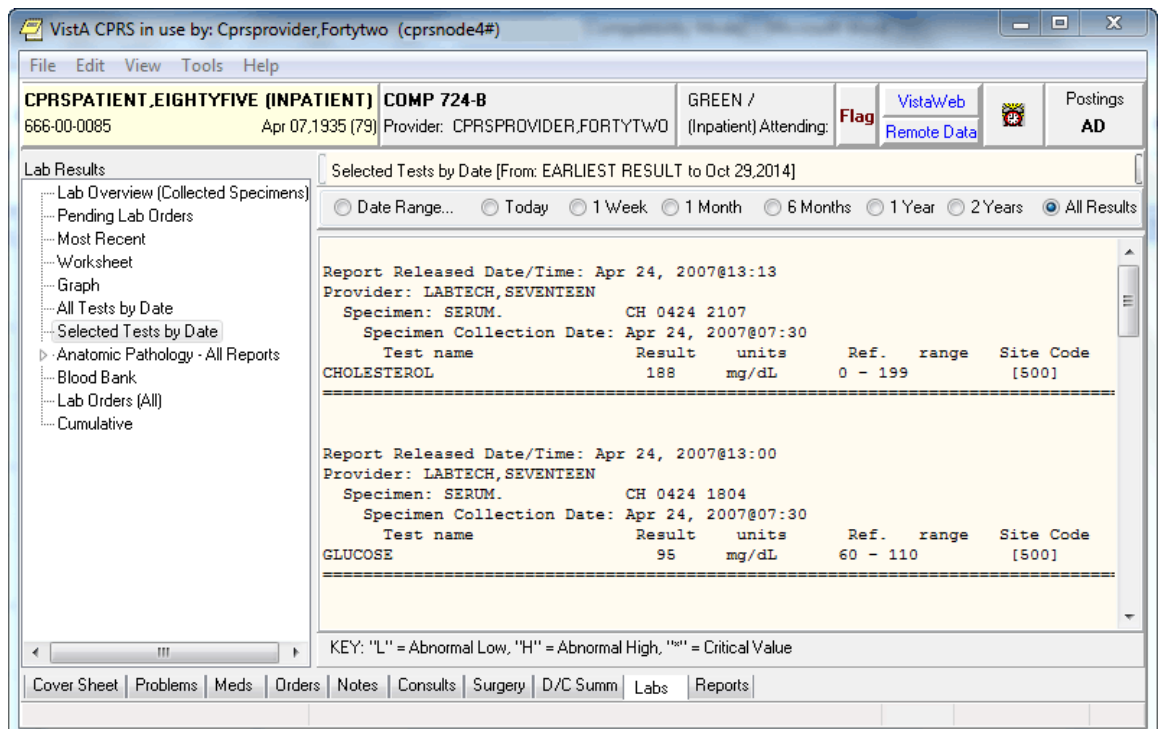 VistA CPRS in use by: Cprsprovider,Fortytwo (cprsnode4#)
File Edit View Tools Help
CPRSPATIENT,EIGHTYFIVE (INPATIENT) COMP 724-B GREEN / Flag VistaWeb Postings
666-00-0085 Apr 07,1935 (79) Provider: CPRSPROVIDER,FORTYTWO (Inpatient) Attending: Remote Data AD
Lab Results
Lab Overview (Collected Specimens)
Pending Lab Orders
Most Recent
Worksheet
Graph
All Tests by Date
Selected Tests by Date
Anatomic Pathology - All Reports
Blood Bank
Lab Orders (All)
Cumulative
Selected Tests by Date [From: EARLIEST RESULT to Oct 29,2014]
Date Range... Today 1 Week 1 Month 6 Months 1 Year 2 Years All Results
Report Released Date/Time: Apr 24, 2007@13:13
Provider: LABTECH,SEVENTEEN
Specimen: SERUM. CH 0424 2107
Specimen Collection Date: Apr 24, 2007@07:30
Test name Result units Ref. range Site Code
CHOLESTEROL 188 mg/dL 0 - 199 [500]
Report Released Date/Time: Apr 24, 2007@13:00
Provider: LABTECH,SEVENTEEN
Specimen: SERUM. CH 0424 1804
Specimen Collection Date: Apr 24, 2007@07:30
Test name Result units Ref. range Site Code
GLUCOSE 95 mg/dL 60 - 110 [500]
KEY: "L" = Abnormal Low, "H" = Abnormal High, "*" = Critical Value
Cover Sheet Problems Meds Orders Notes Consults Surgery D/C Summ Labs Reports